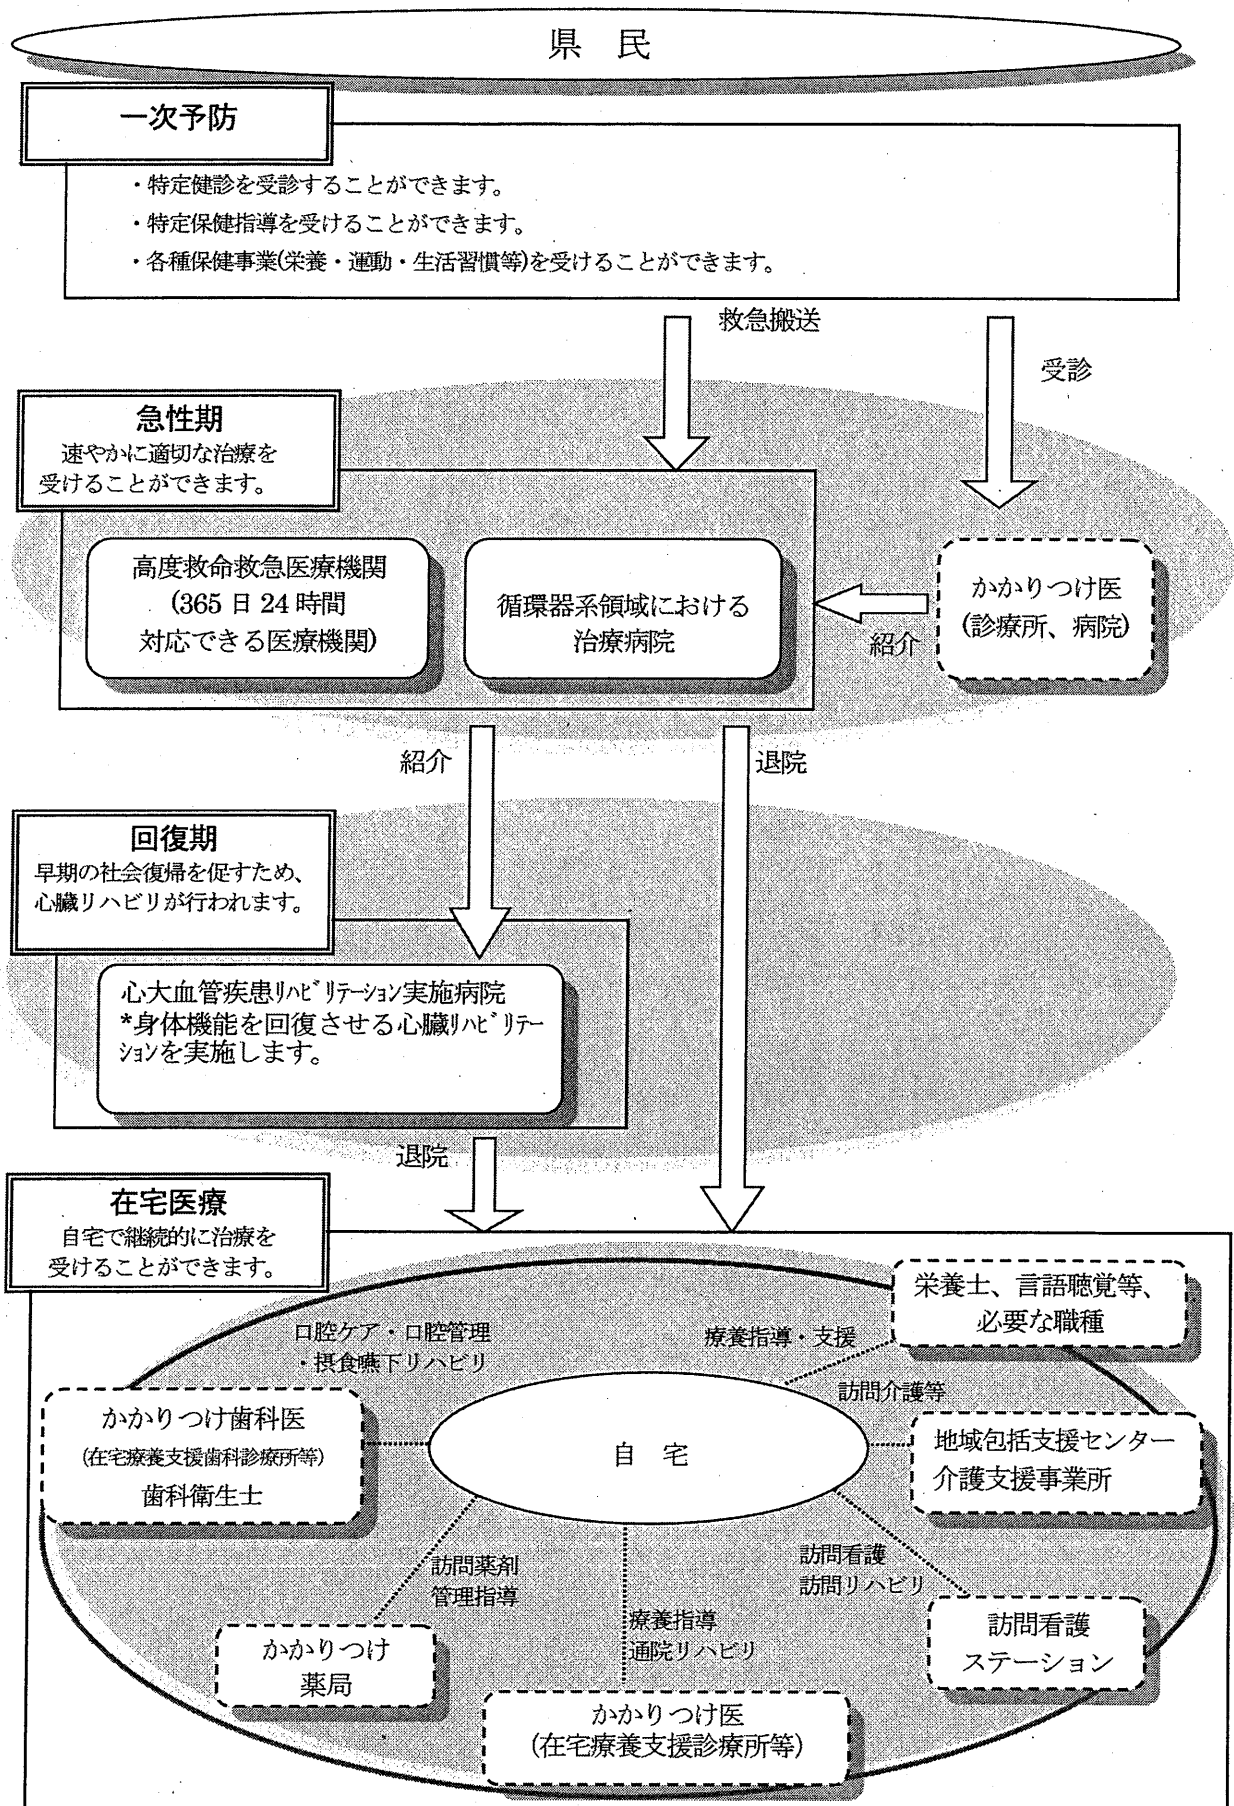 県 民
一次予防
・特定健診を受診することができます。
・特定保健指導を受けることができます。
・各種保健事業(栄養・運動・生活習慣等)を受けることができます。
救急搬送
受診
急性期
速やかに適切な治療を
受けることができます。
高度救命救急医療機関
(365 日 24 時間
対応できる医療機関)
循環器系領域における
治療病院
紹介
かかりつけ医
(診療所、病院)
紹介
退院
回復期
早期の社会復帰を促すため、
心臓リハビリが行われます。
心大血管疾患ﾘﾊﾋﾞﾘﾃｰｼｮﾝ実施病院
*身体機能を回復させる心臓ﾘﾊﾋﾞﾘﾃｰ
ｼｮﾝを実施します。
退院
在宅医療
自宅で継続的に治療を
受けることができます。
口腔ケア・口腔管理
・摂食嚥下リハビリ
療養指導・支援
栄養士、言語聴覚等、
必要な職種
訪問介護等
かかりつけ歯科医
(在宅療養支援歯科診療所等)
歯科衛生士
自 宅
地域包括支援センター
介護支援事業所
訪問薬剤
管理指導
療養指導
通院リハビリ
訪問看護
訪問リハビリ
かかりつけ
薬局
かかりつけ医
(在宅療養支援診療所等)
訪問看護
ステーション